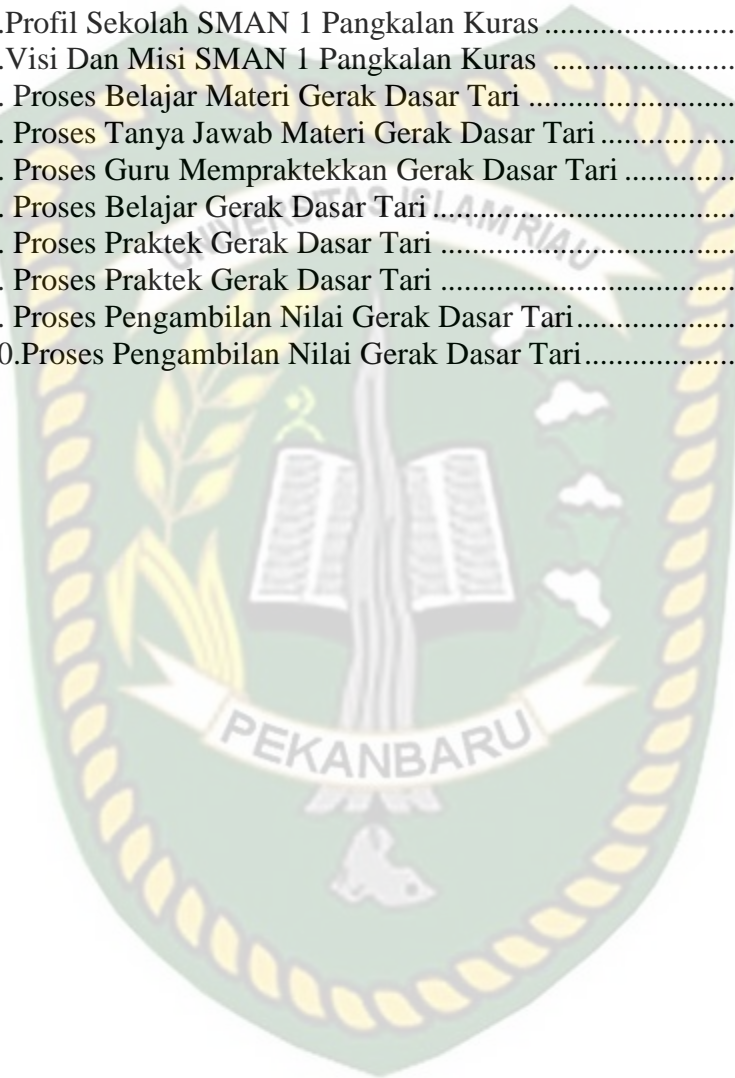 .Profil Sekolah SMAN 1 Pangkalan Kuras ......................
.Visi Dan Misi SMAN 1 Pangkalan Kuras ......................
. Proses Belajar Materi Gerak Dasar Tari .........................
. Proses Tanya Jawab Materi Gerak Dasar Tari ................
. Proses Guru Mempraktekkan Gerak Dasar Tari .............
. Proses Belajar Gerak Dasar Tari .....................................
. Proses Praktek Gerak Dasar Tari ....................................
. Proses Praktek Gerak Dasar Tari ....................................
. Proses Pengambilan Nilai Gerak Dasar Tari...................
0.Proses Pengambilan Nilai Gerak Dasar Tari..................
UNIVERSITAS ISLAM RIAU
PEKANBARU